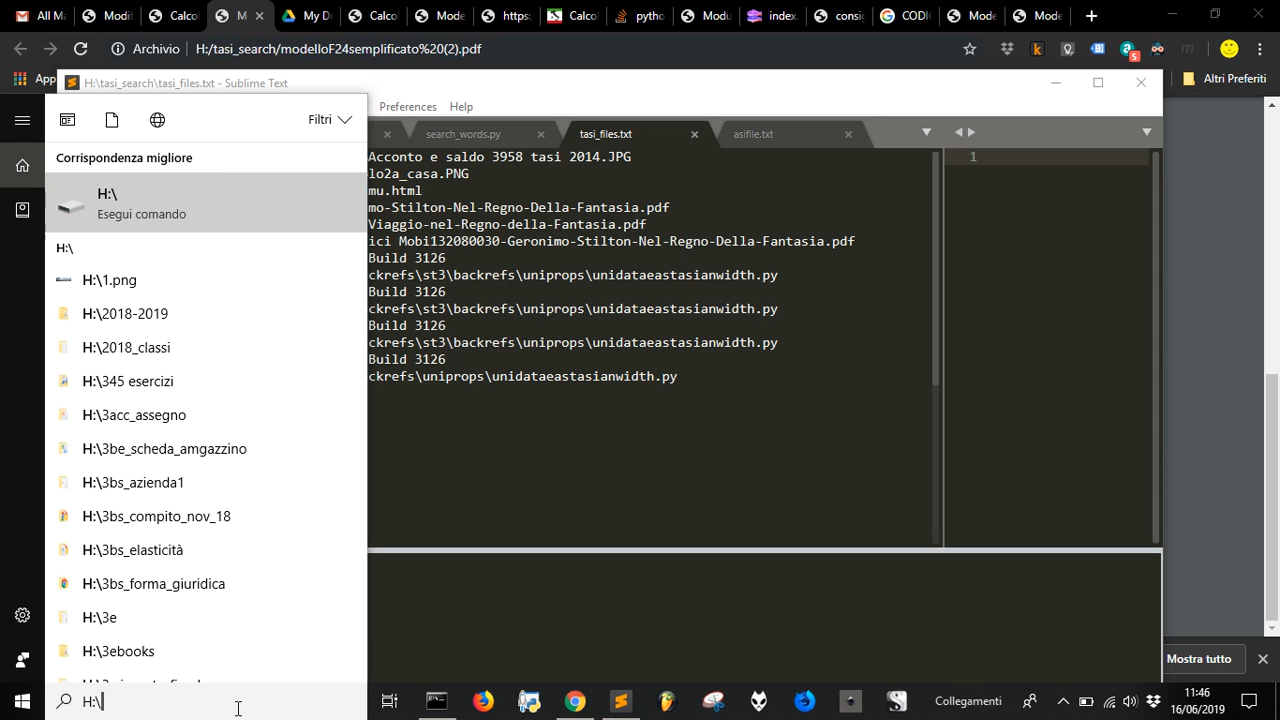 All M
Modif
Calco
M
My D
Calco
Mode
https:
Calco
pytho
Modu
index.
consig
CODI
Mode
Mode
Archivio
H:/tasi_search/modelloF24semplificato%20(2).pdf
App
Altri Preferiti
H:\tasi_search\tasi_files.txt - Sublime Text
Preferences Help
search_words.py
tasi_files.txt
asifile.txt
Filtri
Corrispondenza migliore
H:\
Esegui comando
H:\
H:\1.png
H:\2018-2019
H:\2018_classi
H:\345 esercizi
H:\3acc_assegno
H:\3be_scheda_amgazzino
H:\3bs_azienda1
H:\3bs_compito_nov_18
H:\3bs_elasticità
H:\3bs_forma_giuridica
H:\3e
H:\3ebooks
H:\
Acconto e saldo 3958 tasi 2014.JPG
lo2a_casa.PNG
mu.html
mo-Stilton-Nel-Regno-Della-Fantasia.pdf
Viaggio-nel-Regno-della-Fantasia.pdf
ici Mobi132080030-Geronimo-Stilton-Nel-Regno-Della-Fantasia.pdf
Build 3126
ckrefs\st3\backrefs\uniprops\unidataeastasianwidth.py
Build 3126
ckrefs\st3\backrefs\uniprops\unidataeastasianwidth.py
Build 3126
ckrefs\st3\backrefs\uniprops\unidataeastasianwidth.py
Build 3126
ckrefs\uniprops\unidataeastasianwidth.py
1
Mostra tutto
Collegamenti
11:46
16/06/2019